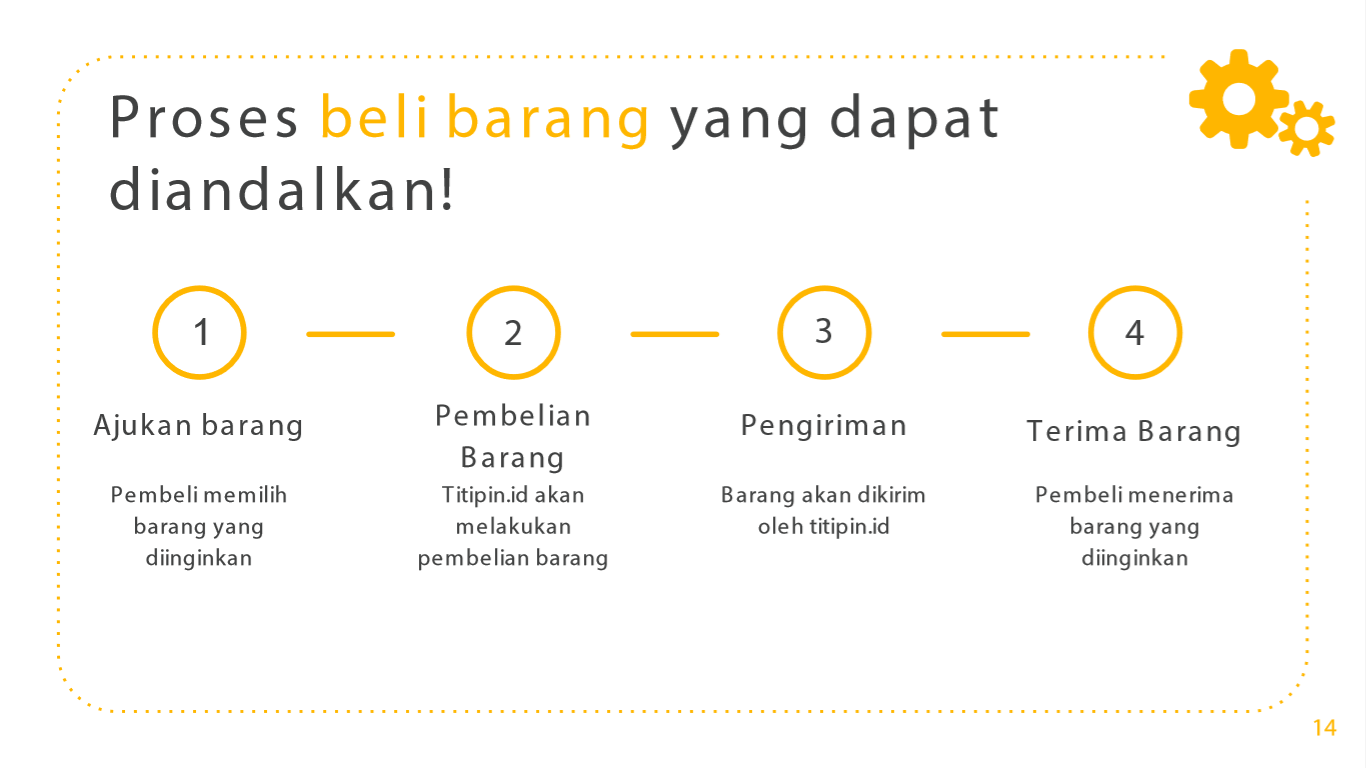 Proses beli barang yang dapat
diandalkan!
1
2
3
4
Ajukan barang
Pembeli memilih
barang yang
diinginkan
Pembelian
Barang
Titipin.id akan
melakukan
pembelian barang
Pengiriman
Barang akan dikirim
oleh titipin.id
Terima Barang
Pembeli menerima
barang yang
diinginkan
14